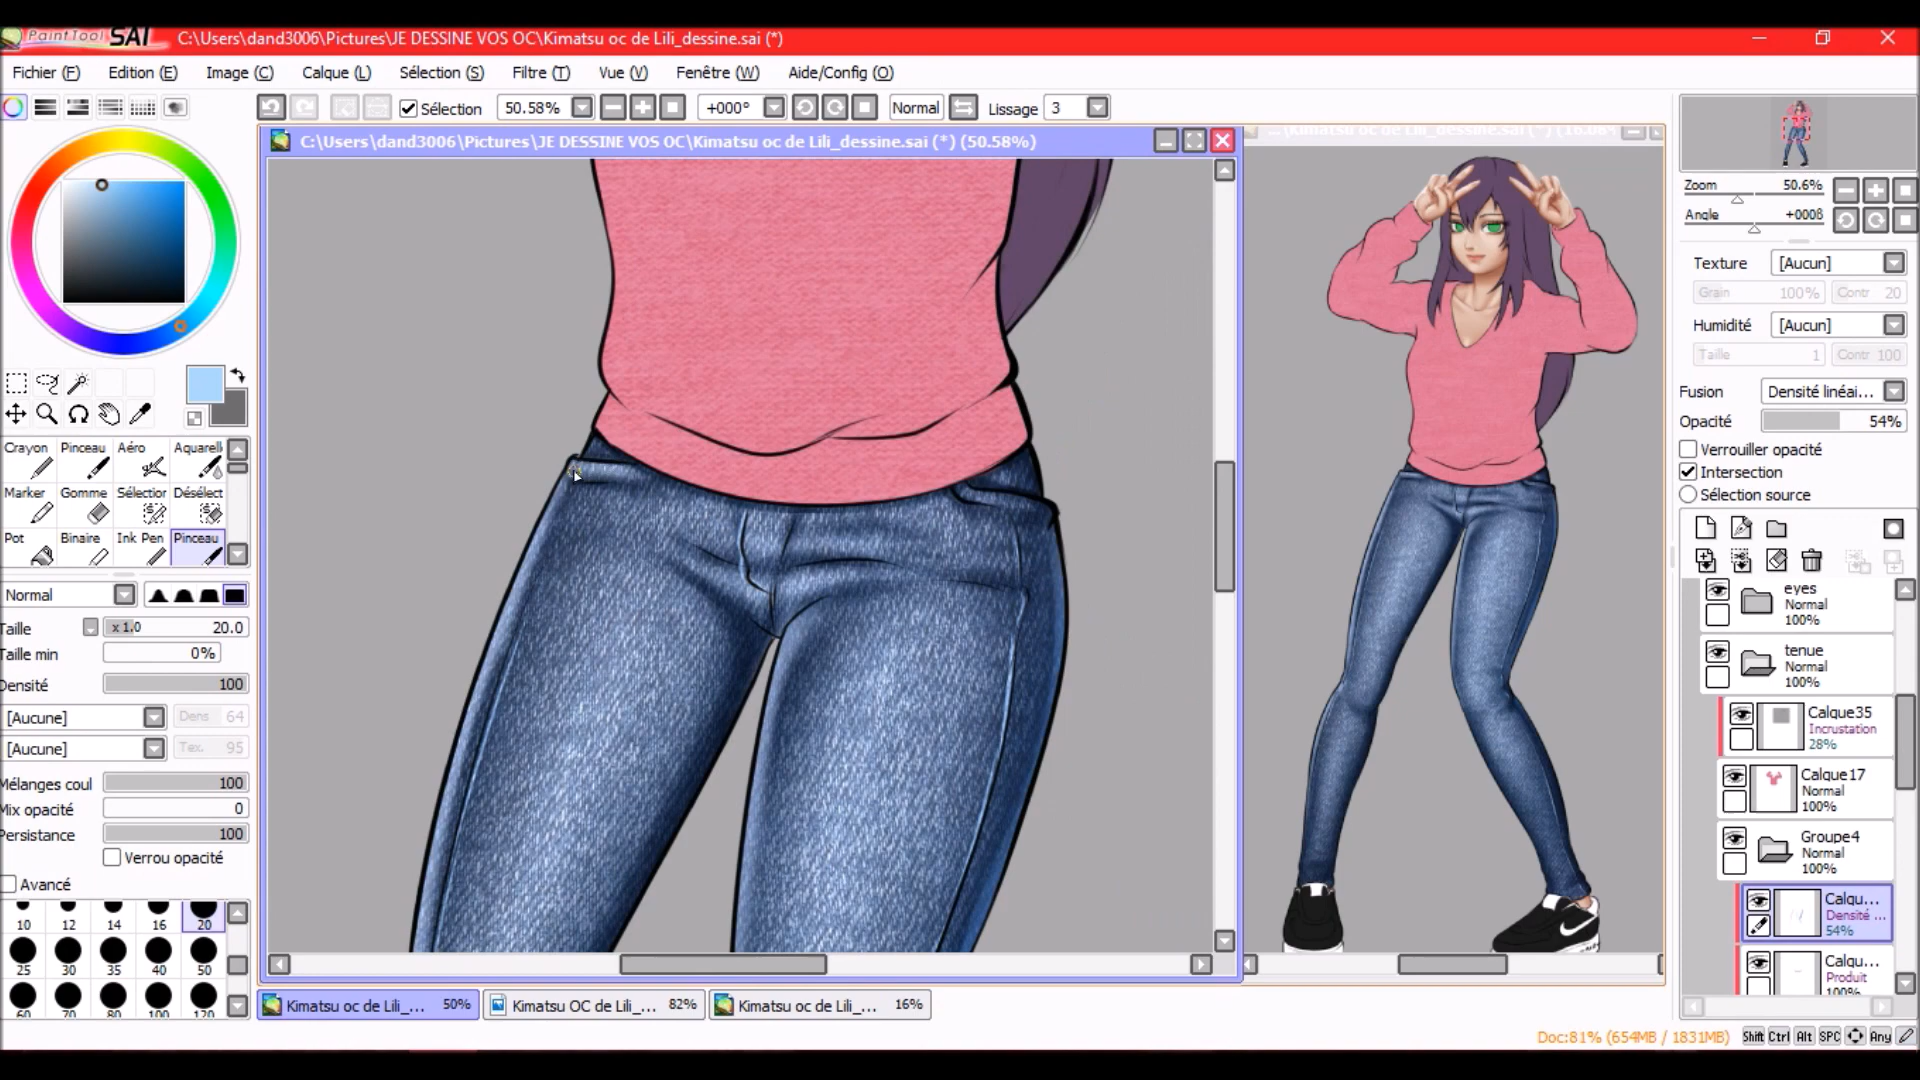 PaintTool SAI C:\Users\dand3006\Pictures\JE DESSINE VOS OC\Kimatsu oc de Lili_dessine.sai (*)
Fichier (F) Edition (E) Image (C) Calque (L) Sélection (S) Filtre (T) Vue (V) Fenêtre (W) Aide/Config (O)
Sélection 50.58% +000° Normal Lissage 3
C:\Users\dand3006\Pictures\JE DESSINE VOS OC\Kimatsu oc de Lili_dessine.sai (*) (50.58%)
Zoom 50.6%
Angle +000ß
Texture [Aucun]
Grain 100% Contr 20
Humidité [Aucun]
Taille 1 Contr 100
Fusion Densité linéai...
Opacité 54%
Verrouiller opacité
Intersection
Sélection source
Crayon Pinceau Aéro Aquarell
Marker Gomme Sélection Désélect
Pot Binaire Ink Pen Pinceau
Normal
Taille x 1.0 20.0
Taille min 0%
Densité 100
[Aucune] Dens 64
[Aucune] Tex. 95
Mélanges coul 100
Mix opacité 0
Persistance 100
Verrou opacité
Avancé
10 12 14 16 20
25 30 35 40 50
60 70 80 100 120
eyes
Normal
100%
tenue
Normal
100%
Calque35
Incrustation
28%
Calque17
Normal
100%
Groupe4
Normal
100%
Calqu...
Densité ...
54%
Calqu...
Produit
100%
Kimatsu oc de Lili_... 50%
Kimatsu OC de Lili_... 82%
Kimatsu oc de Lili_... 16%
Doc:81% (654MB / 1831MB) Shift Ctrl Alt SPC Any